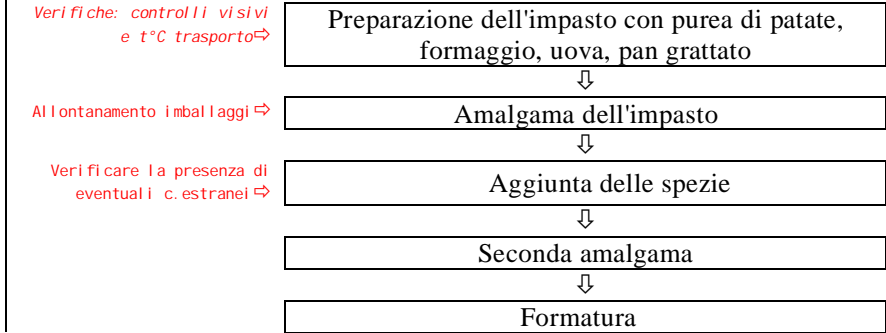 Verifiche: controlli visivi
e t°C trasporto⇨
Preparazione dell'impasto con purea di patate,
formaggio, uova, pan grattato
⇩
Allontanamento imballaggi⇨
Amalgama dell'impasto
⇩
Verificare la presenza di
eventuali c.estranei⇨
Aggiunta delle spezie
⇩
Seconda amalgama
⇩
Formatura